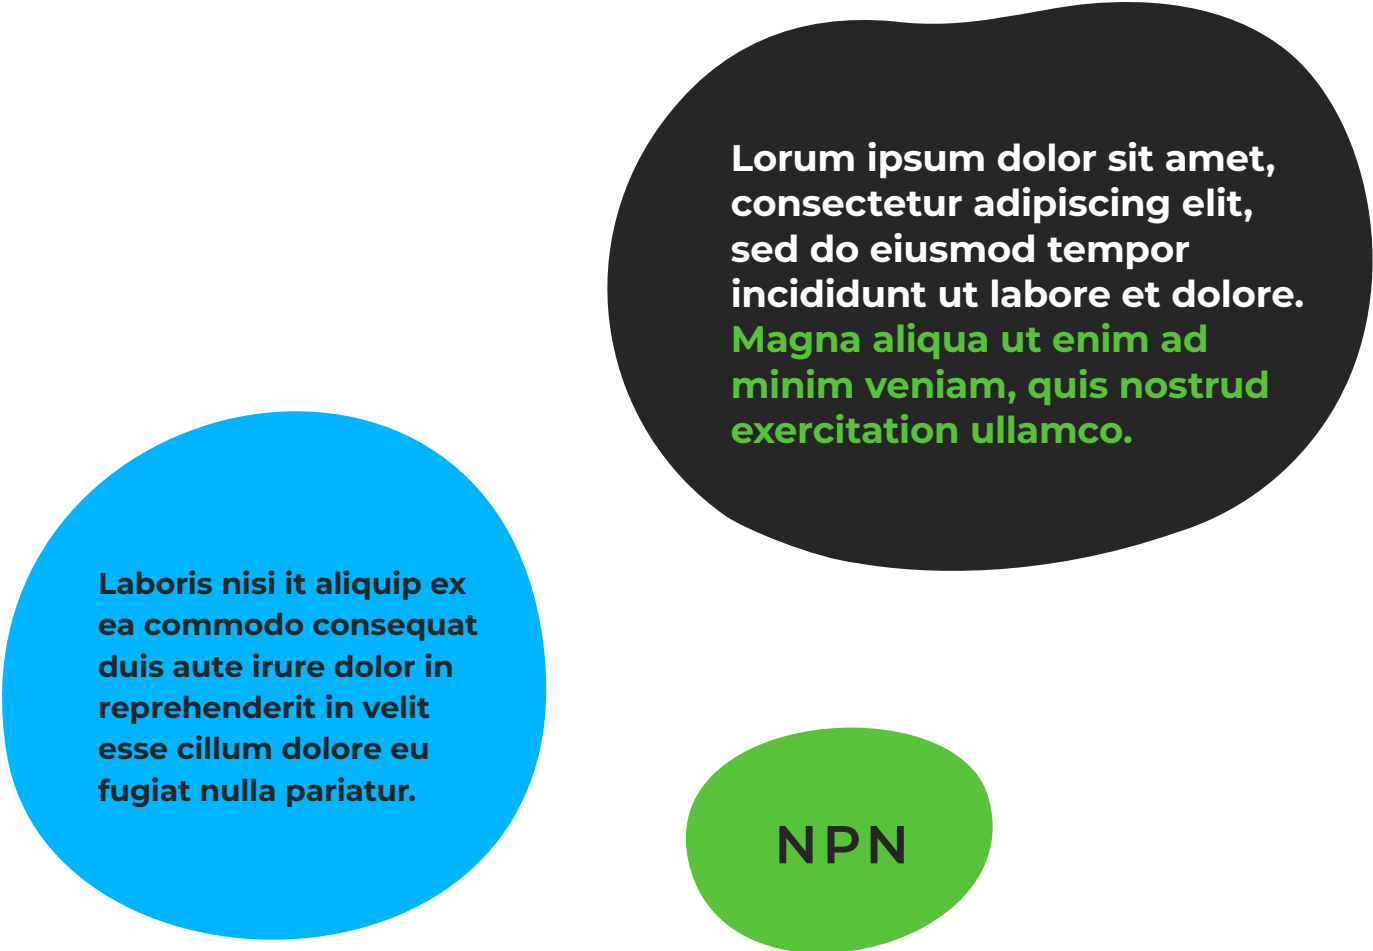 Lorum ipsum dolor sit amet,
consectetur adipiscing elit,
sed do eiusmod tempor
incididunt ut labore et dolore.
Magna aliqua ut enim ad
minim veniam, quis nostrud
exercitation ullamco.
Laboris nisi it aliquip ex
ea commodo consequat
duis aute irure dolor in
reprehenderit in velit
esse cillum dolore eu
fugiat nulla pariatur.
NPN